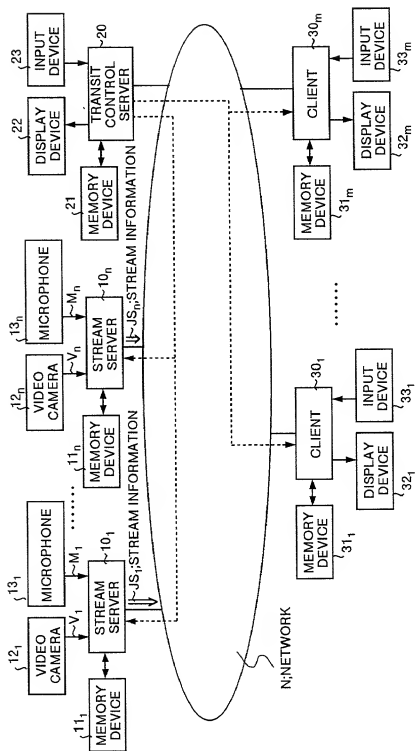 13₁
MICROPHONE
M₁
12₁
VIDEO
CAMERA
V₁
10₁
STREAM
SERVER
JS₁;STREAM INFORMATION
11₁
MEMORY
DEVICE
........
13ₙ
MICROPHONE
Mₙ
12ₙ
VIDEO
CAMERA
Vₙ
10ₙ
STREAM
SERVER
JSₙ;STREAM INFORMATION
11ₙ
MEMORY
DEVICE
23
INPUT
DEVICE
22
DISPLAY
DEVICE
20
TRANSIT
CONTROL
SERVER
21
MEMORY
DEVICE
N;NETWORK
30₁
CLIENT
31₁
MEMORY
DEVICE
32₁
DISPLAY
DEVICE
33₁
INPUT
DEVICE
........
30ₘ
CLIENT
31ₘ
MEMORY
DEVICE
32ₘ
DISPLAY
DEVICE
33ₘ
INPUT
DEVICE